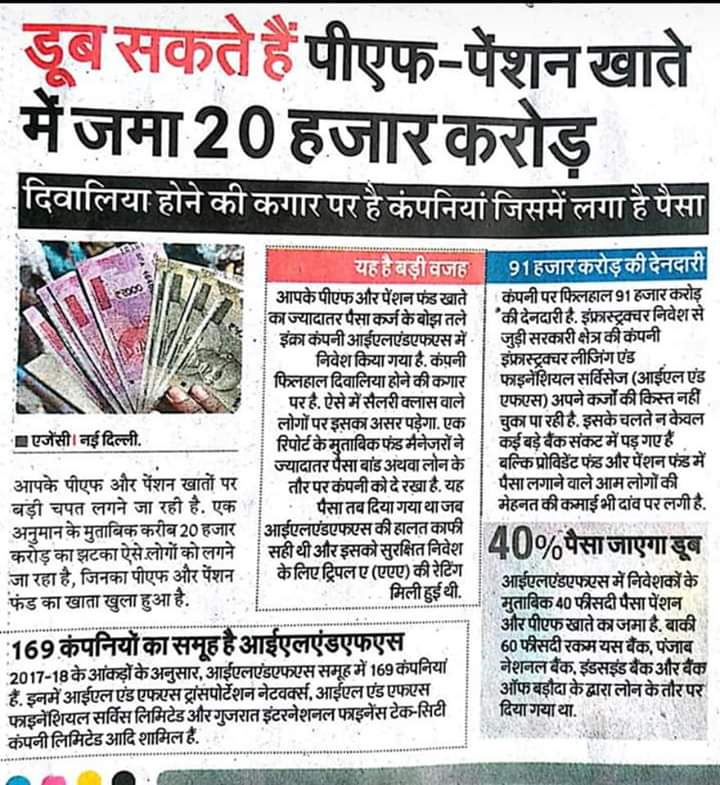 डूब सकते हैं पीएफ-पेंशन खाते
में जमा 20 हजार करोड़
दिवालिया होने की कगार पर है कंपनियां जिसमें लगा है पैसा
■ एजेंसी। नई दिल्ली.
आपके पीएफ और पेंशन खातों पर
बड़ी चपत लगने जा रही है. एक
अनुमान के मुताबिक करीब 20 हजार
करोड़ का झटका ऐसे लोगों को लगने
जा रहा है, जिनका पीएफ और पेंशन
फंड का खाता खुला हुआ है.
यह है बड़ी वजह
आपके पीएफ और पेंशन फंड खाते
का ज्यादातर पैसा कर्ज के बोझ तले
इंका कंपनी आईएलएंडएफएस में
निवेश किया गया है. कंपनी
फिलहाल दिवालिया होने की कगार
पर है. ऐसे में सैलरी क्लास वाले
लोगों पर इसका असर पड़ेगा. एक
रिपोर्ट के मुताबिक फंड मैनेजरों ने
ज्यादातर पैसा बांड अथवा लोन के
तौर पर कंपनी को दे रखा है. यह
पैसा तब दिया गया था जब
आईएलएंडएफएस की हालत काफी
सही थी और इसको सुरक्षित निवेश
के लिए ट्रिपल ए (एएए) की रेटिंग
मिली हुई थी.
91 हजार करोड़ की देनदारी
कंपनी पर फिलहाल 91 हजार करोड़
की देनदारी है. इंफ्रास्ट्रक्चर निवेश से
जुड़ी सरकारी क्षेत्र की कंपनी
इंफ्रास्ट्रक्चर लीजिंग एंड
फाइनेंशियल सर्विसेज (आईएल एंड
एफएस) अपने कर्जों की किस्त नहीं
चुका पा रही है. इसके चलते न केवल
कई बड़े बैंक संकट में पड़ गए हैं
बल्कि प्रोविडेंट फंड और पेंशन फंड में
पैसा लगाने वाले आम लोगों की
मेहनत की कमाई भी दांव पर लगी है.
40% पैसा जाएगा डूब
आईएलएंडएफएस में निवेशकों के
मुताबिक 40 फीसदी पैसा पेंशन
और पीएफ खाते का जमा है. बाकी
60 फीसदी रकम यस बैंक, पंजाब
नेशनल बैंक, इंडसइंड बैंक और बैंक
ऑफ बड़ौदा के द्वारा लोन के तौर पर
दिया गया था.
169 कंपनियों का समूह है आईएलएंडएफएस
2017-18 के आंकड़ों के अनुसार, आईएलएंडएफएस समूह में 169 कंपनियां
हैं. इनमें आईएल एंड एफएस ट्रांसपोर्टेशन नेटवर्क्स, आईएल एंड एफएस
फाइनेंशियल सर्विस लिमिटेड और गुजरात इंटरनेशनल फाइनेंस टेक-सिटी
कंपनी लिमिटेड आदि शामिल हैं.